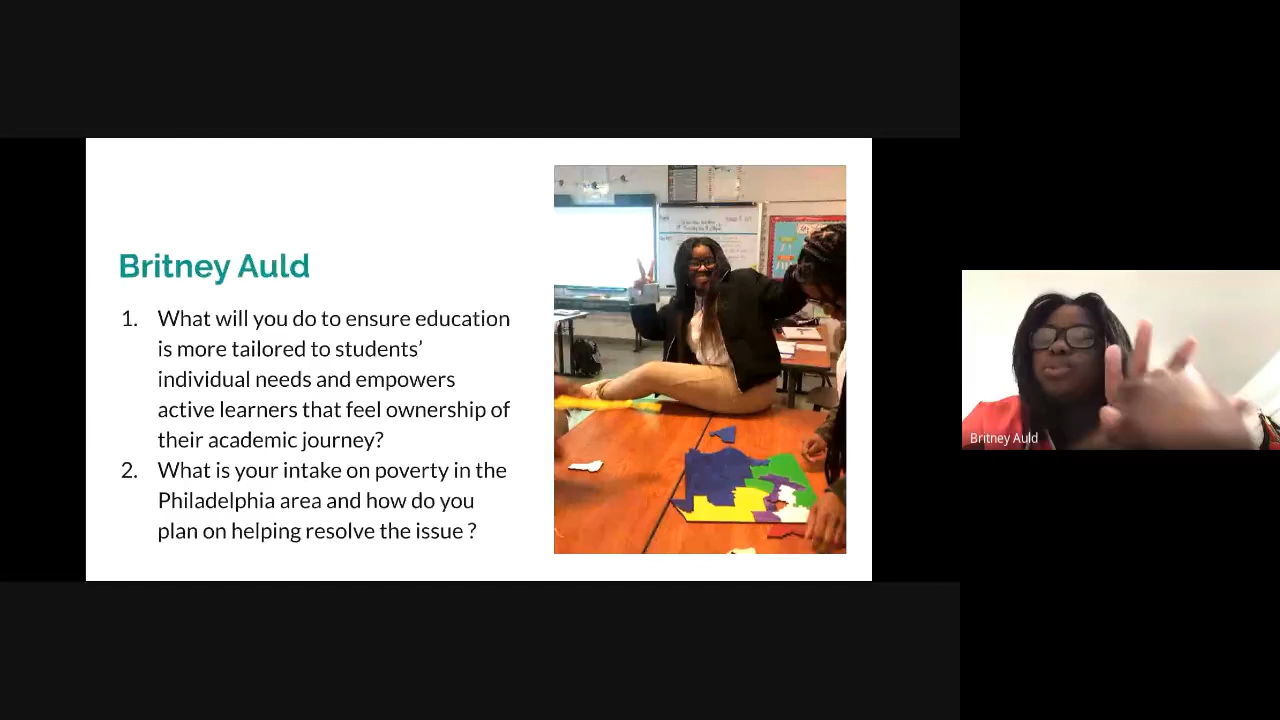 Britney Auld
1. What will you do to ensure education
is more tailored to students’
individual needs and empowers
active learners that feel ownership of
their academic journey?
2. What is your intake on poverty in the
Philadelphia area and how do you
plan on helping resolve the issue ?
Britney Auld